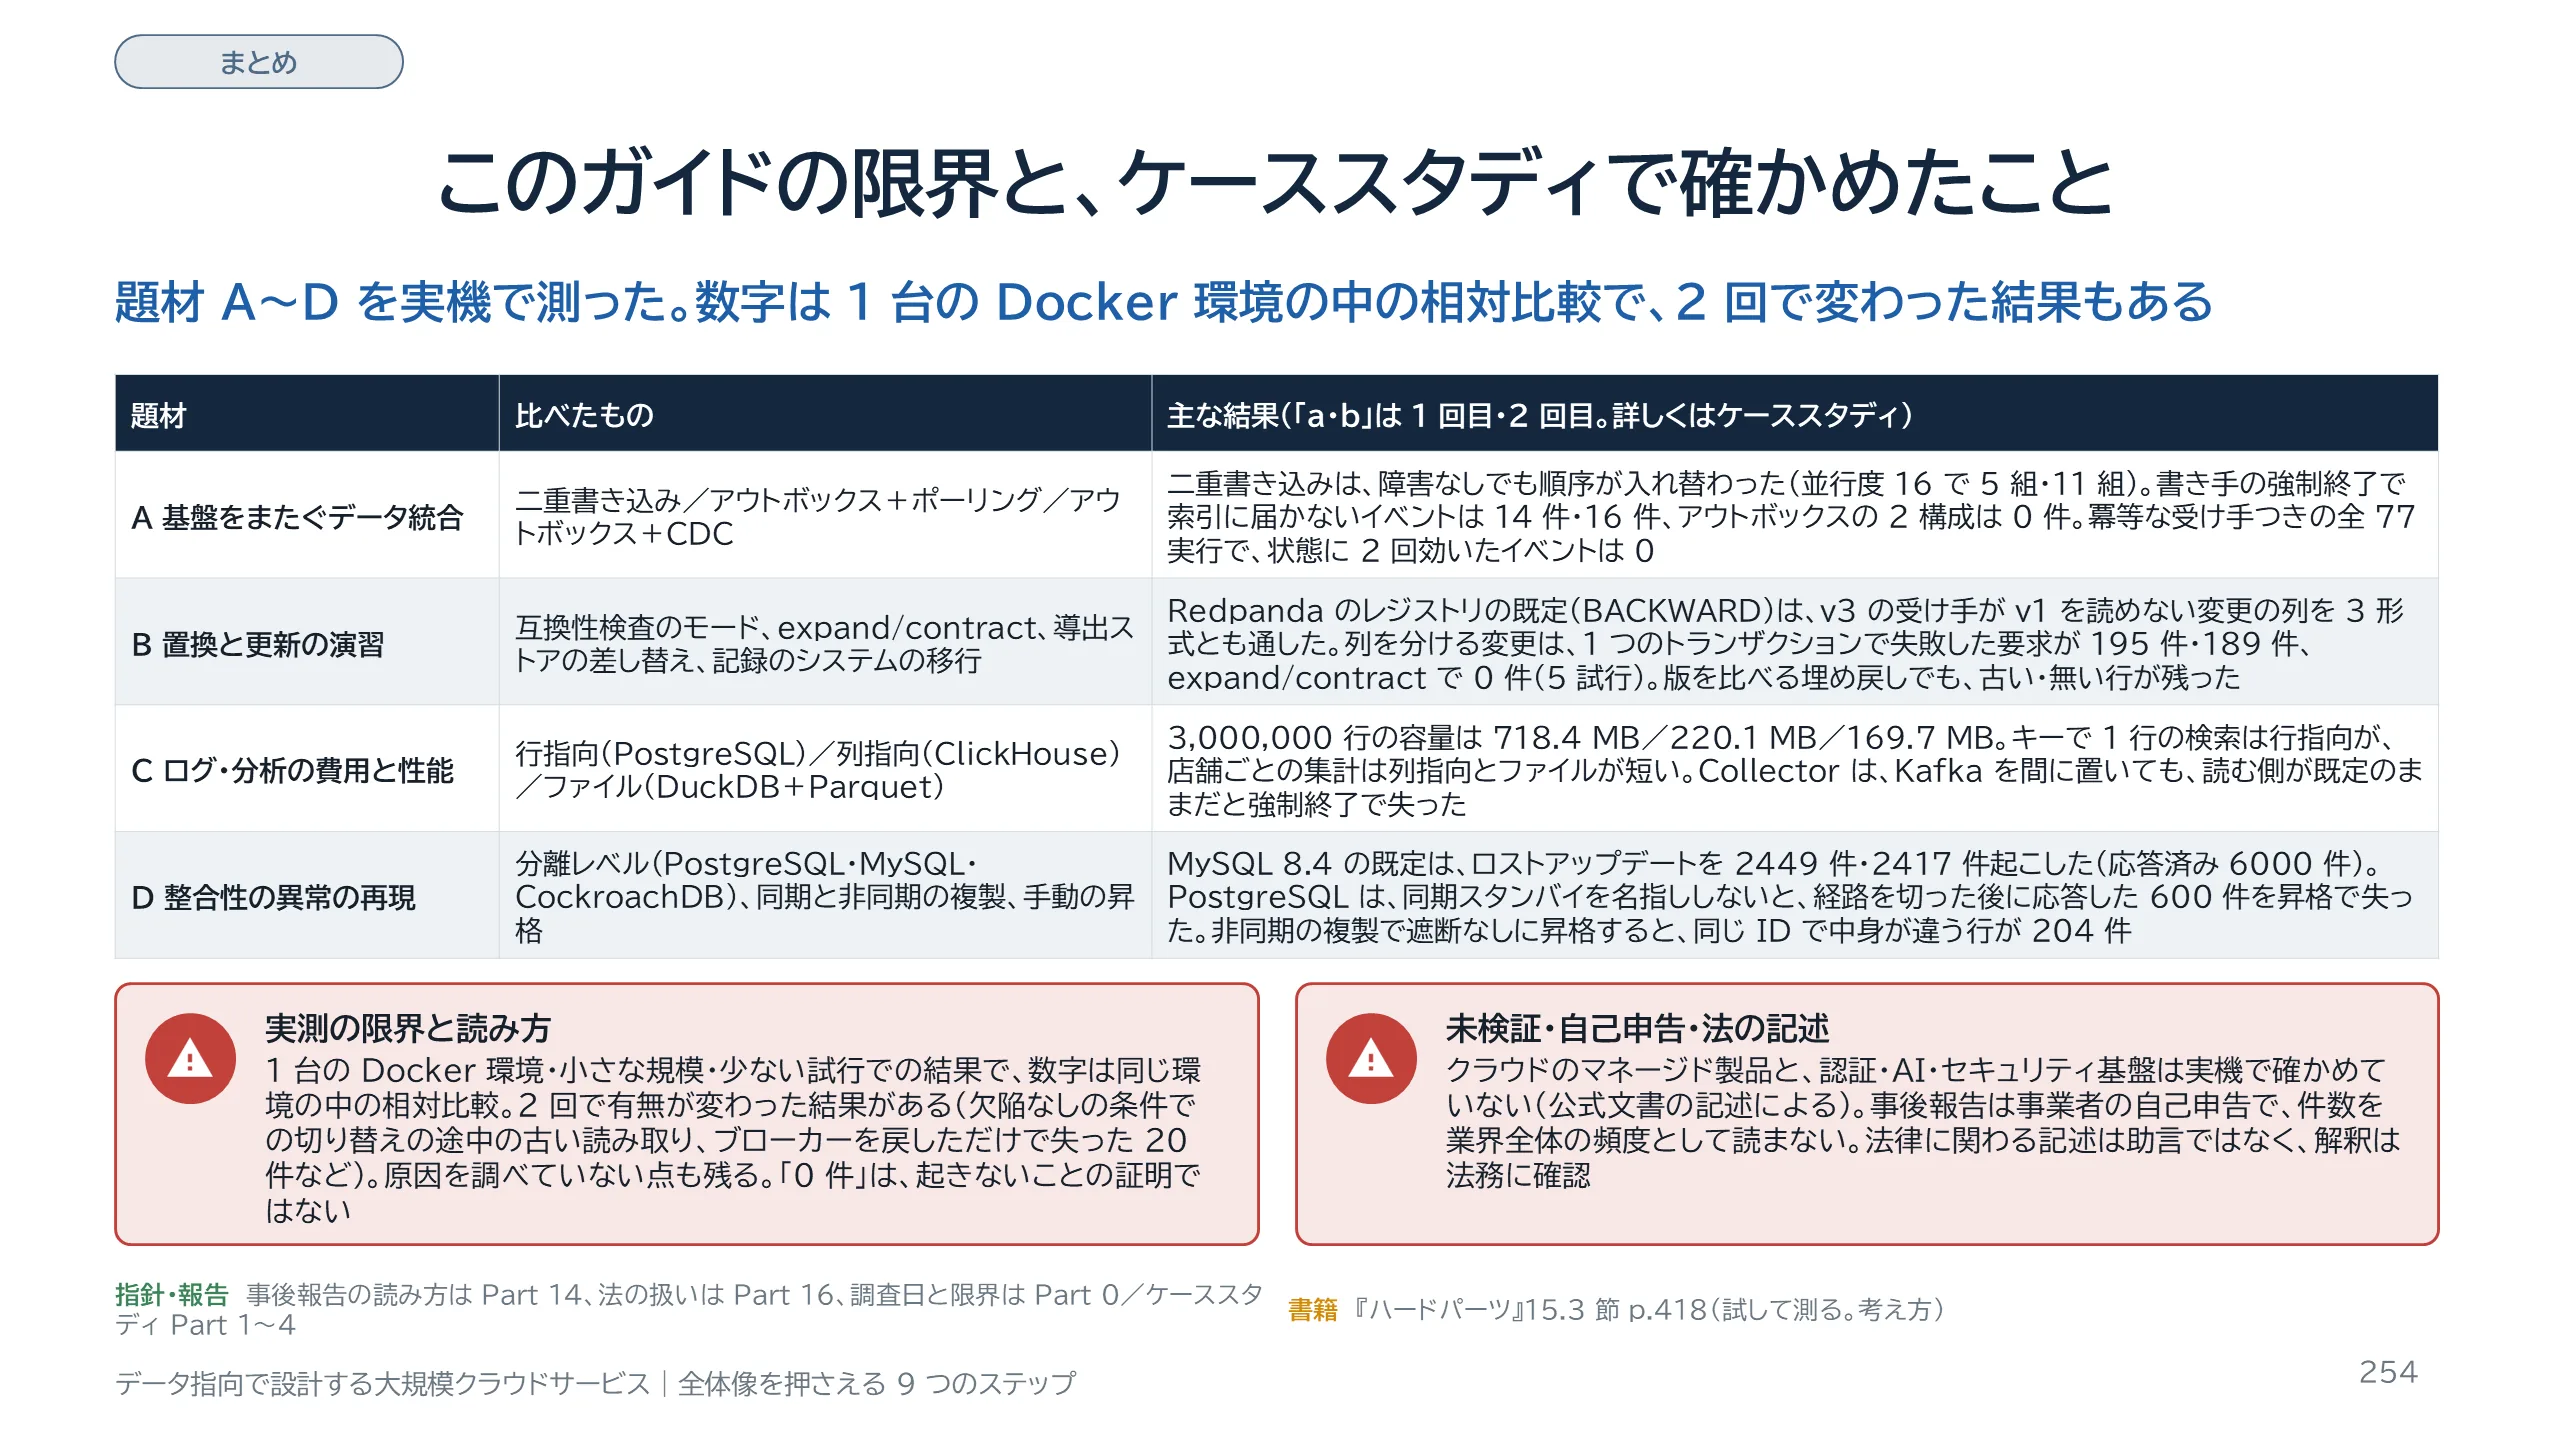 まとめ
このガイドの限界と、ケーススタディで確かめたこと
題材 A～D を実機で測った。数字は 1 台の Docker 環境の中の相対比較で、2 回で変わった結果もある
題材
比べたもの
主な結果（「a・b」は 1 回目・2 回目。詳しくはケーススタディ）
A 基盤をまたぐデータ統合
二重書き込み／アウトボックス＋ポーリング／アウ
トボックス＋CDC
二重書き込みは、障害なしでも順序が入れ替わった（並行度 16 で 5 組・11 組）。書き手の強制終了で
索引に届かないイベントは 14 件・16 件、アウトボックスの 2 構成は 0 件。冪等な受け手つきの全 77
実行で、状態に 2 回効いたイベントは 0
B 置換と更新の演習
互換性検査のモード、expand/contract、導出ス
トアの差し替え、記録のシステムの移行
Redpanda のレジストリの既定（BACKWARD）は、v3 の受け手が v1 を読めない変更の列を 3 形
式とも通した。列を分ける変更は、1 つのトランザクションで失敗した要求が 195 件・189 件、
expand/contract で 0 件（5 試行）。版を比べる埋め戻しでも、古い・無い行が残った
C ログ・分析の費用と性能
行指向（PostgreSQL）／列指向（ClickHouse）
／ファイル（DuckDB＋Parquet）
3,000,000 行の容量は 718.4 MB／220.1 MB／169.7 MB。キーで 1 行の検索は行指向が、
店舗ごとの集計は列指向とファイルが短い。Collector は、Kafka を間に置いても、読む側が既定のま
まだと強制終了で失った
D 整合性の異常の再現
分離レベル（PostgreSQL・MySQL・
CockroachDB）、同期と非同期の複製、手動の昇
格
MySQL 8.4 の既定は、ロストアップデートを 2449 件・2417 件起こした（応答済み 6000 件）。
PostgreSQL は、同期スタンバイを名指ししないと、経路を切った後に応答した 600 件を昇格で失っ
た。非同期の複製で遮断なしに昇格すると、同じ ID で中身が違う行が 204 件
実測の限界と読み方
1 台の Docker 環境・小さな規模・少ない試行での結果で、数字は同じ環
境の中の相対比較。2 回で有無が変わった結果がある（欠陥なしの条件で
の切り替えの途中の古い読み取り、ブローカーを戻しただけで失った 20
件など）。原因を調べていない点も残る。「0 件」は、起きないことの証明で
はない
未検証・自己申告・法の記述
クラウドのマネージド製品と、認証・AI・セキュリティ基盤は実機で確かめて
いない（公式文書の記述による）。事後報告は事業者の自己申告で、件数を
業界全体の頻度として読まない。法律に関わる記述は助言ではなく、解釈は
法務に確認
指針・報告 事後報告の読み方は Part 14、法の扱いは Part 16、調査日と限界は Part 0／ケーススタ
ディ Part 1～4
書籍 『ハードパーツ』15.3 節 p.418（試して測る。考え方）
データ指向で設計する大規模クラウドサービス｜全体像を押さえる 9 つのステップ
254